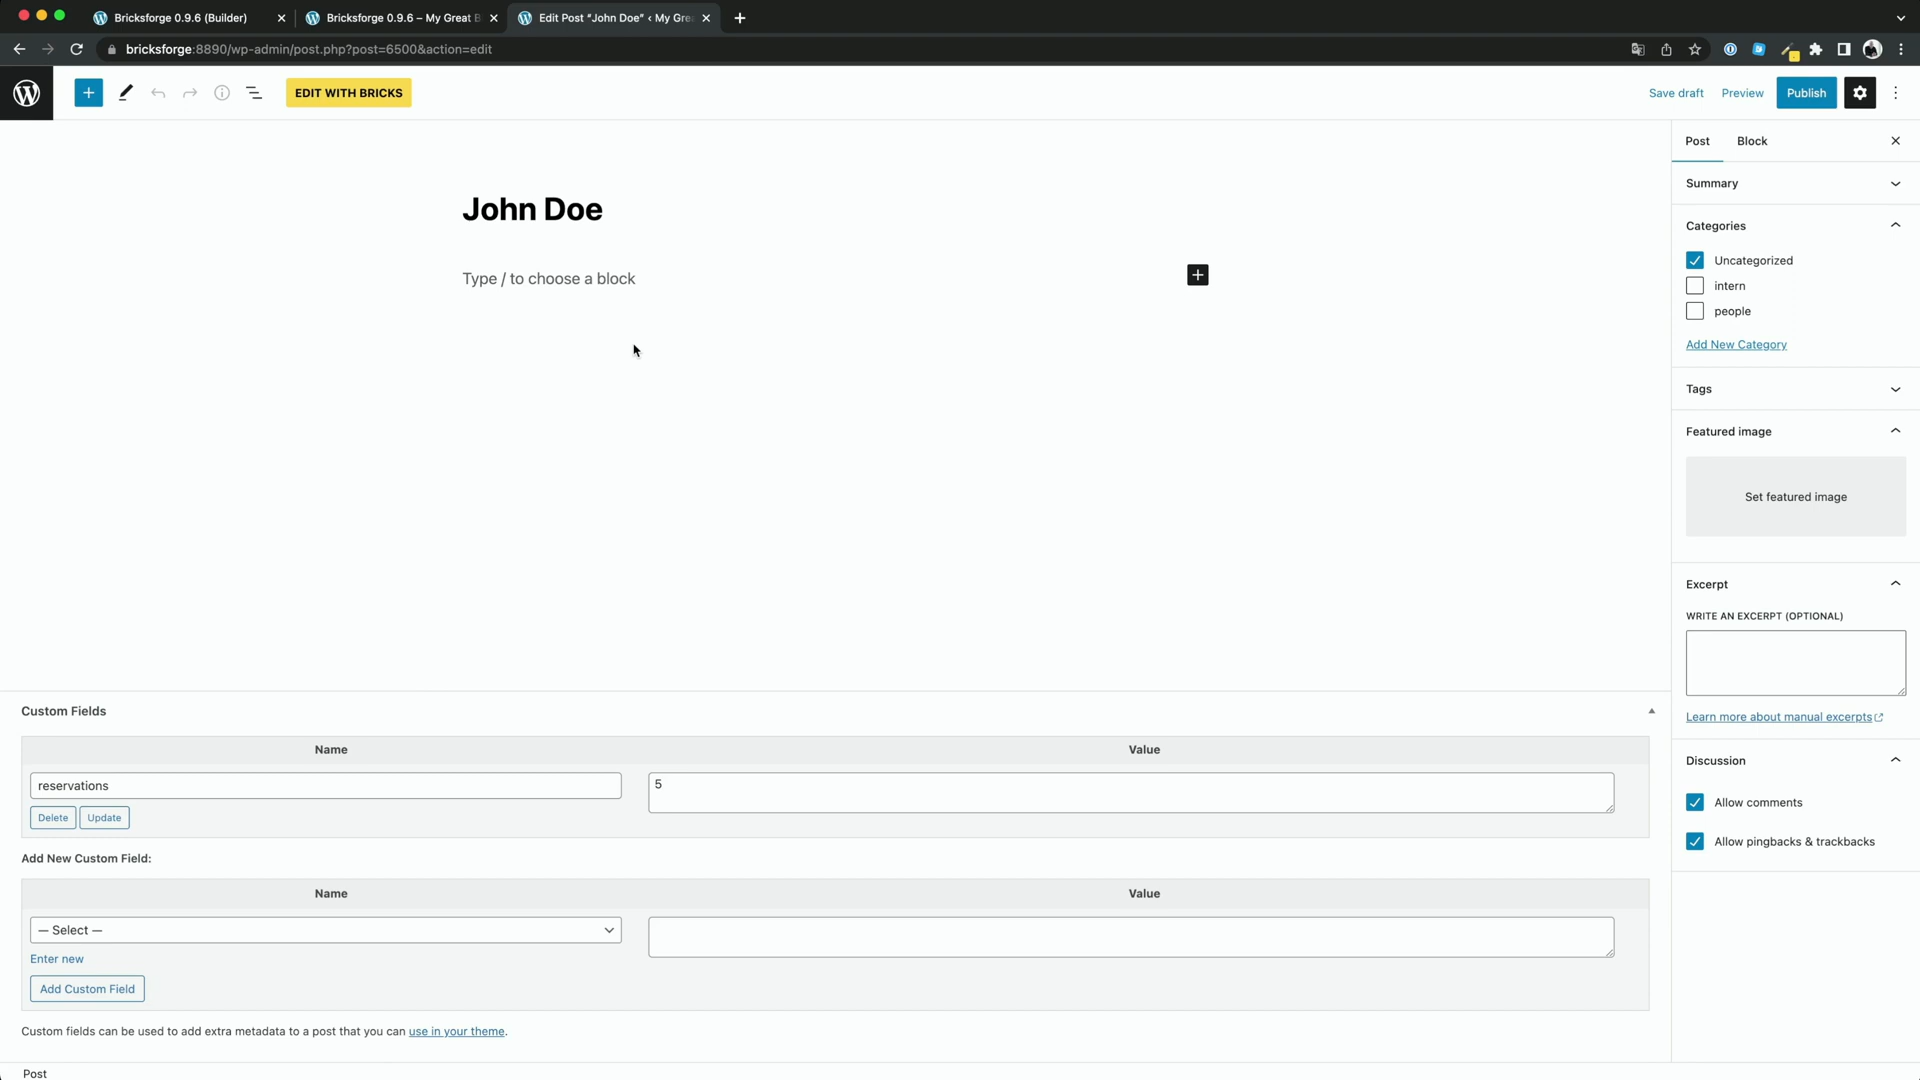 Bricksforge 0.9.6 (Builder)
Bricksforge 0.9.6 – My Great B
Edit Post “John Doe” ‹ My Gre
bricksforge:8890/wp-admin/post.php?post=6500&action=edit
EDIT WITH BRICKS
Save draft
Preview
Publish
Post
Block
Summary
John Doe
Categories
Uncategorized
Type / to choose a block
intern
people
Add New Category
Tags
Featured image
Set featured image
Excerpt
WRITE AN EXCERPT (OPTIONAL)
Learn more about manual excerpts
Discussion
Allow comments
Allow pingbacks & trackbacks
Custom Fields
Name
Value
reservations
5
Delete
Update
Add New Custom Field:
Name
Value
— Select —
Enter new
Add Custom Field
Custom fields can be used to add extra metadata to a post that you can use in your theme.
Post